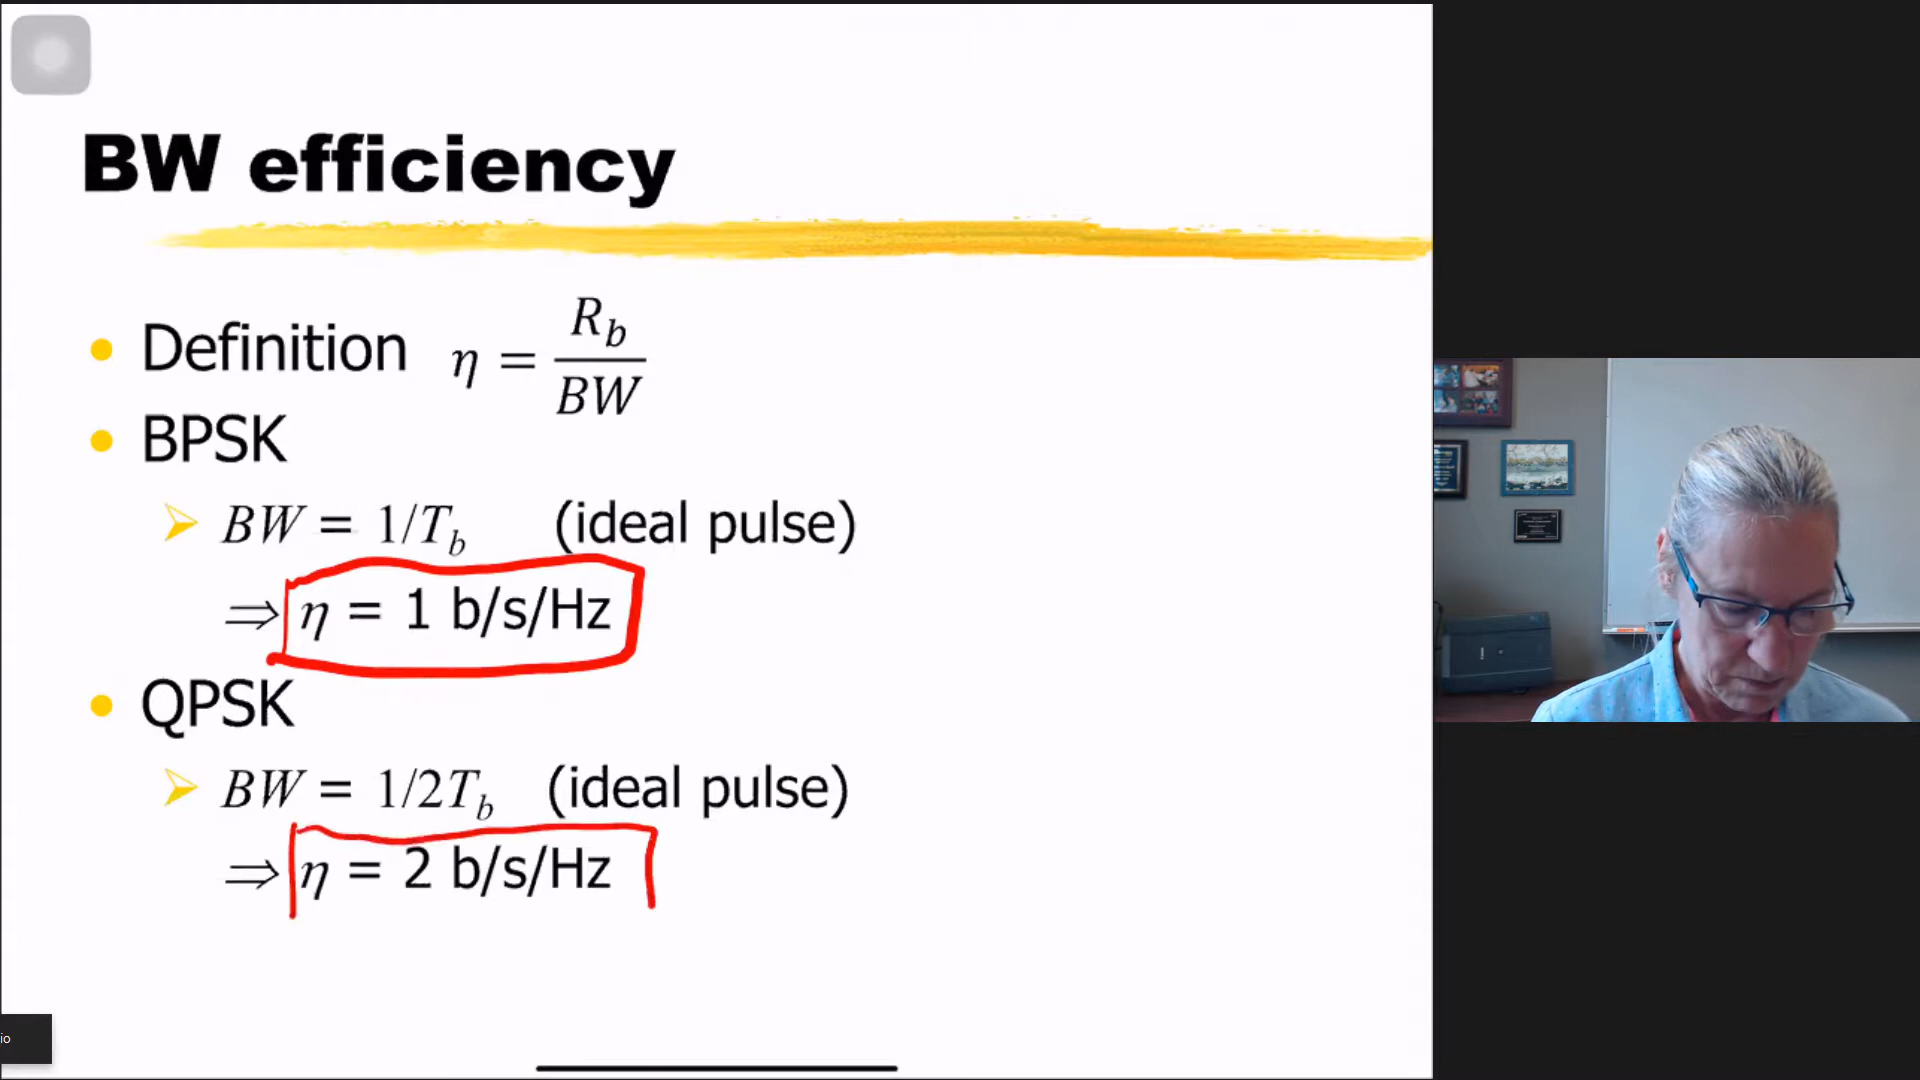 BW efficiency
Definition η = R_b / BW
BPSK
BW = 1/T_b (ideal pulse)
⇒ η = 1 b/s/Hz
QPSK
BW = 1/2T_b (ideal pulse)
⇒ η = 2 b/s/Hz
io